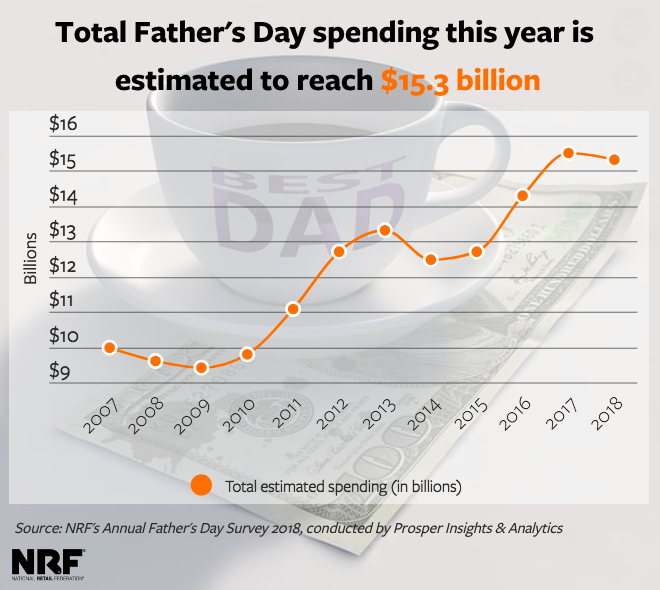 Total Father's Day spending this year is
estimated to reach $15.3 billion
$16
$15
$14
$13
$12
$11
$10
$9
Billions
BEST
DAD
2007 2008 2009 2010 2011 2012 2013 2014 2015 2016 2017 2018
Total estimated spending (in billions)
Source: NRF's Annual Father's Day Survey 2018, conducted by Prosper Insights & Analytics
NRF®
NATIONAL RETAIL FEDERATION®